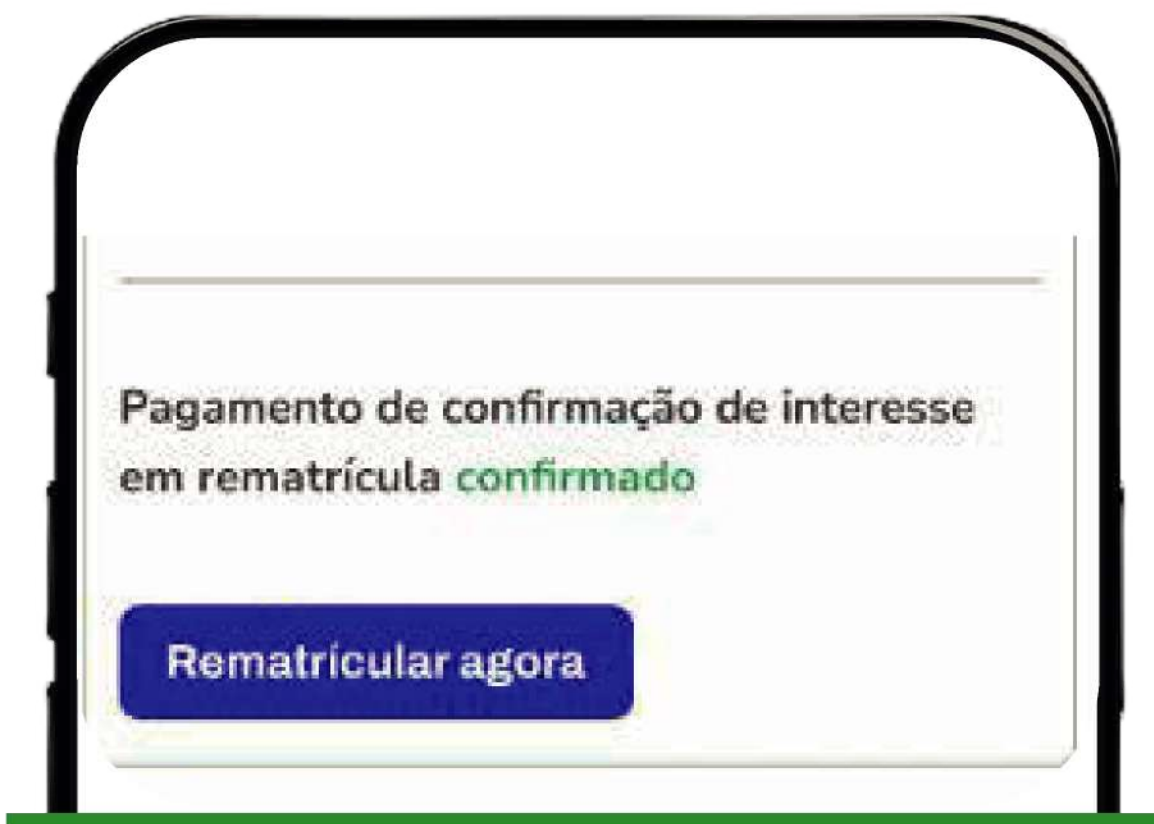 Pagamento de confirmação de interesse
em rematrícula confirmado
Rematricular agora